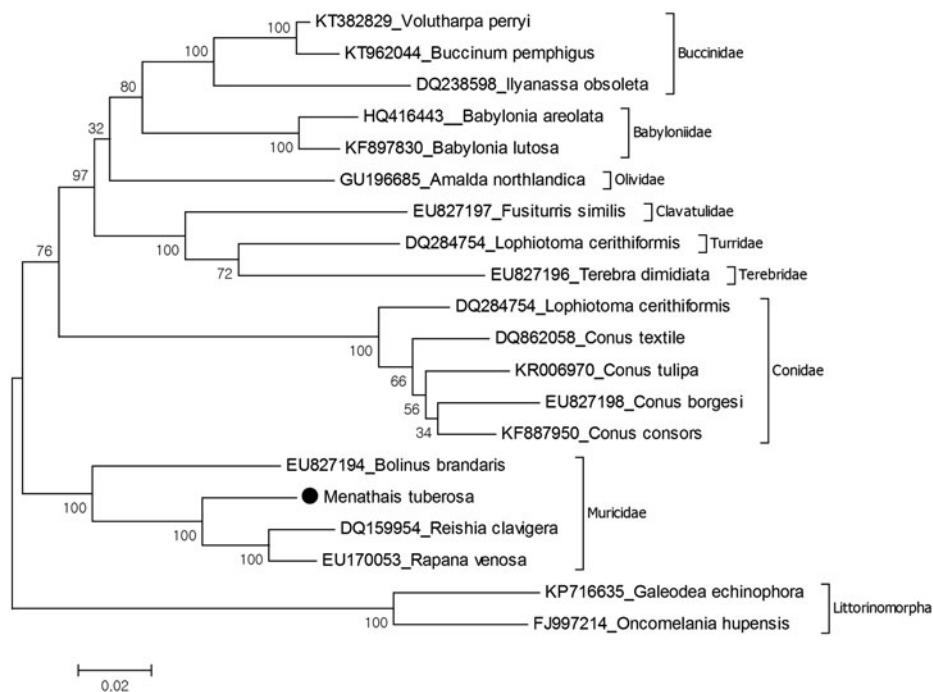 KT382829_Volutharpa perryi
100
Buccinidae
100
KT962044_Buccinum pemphigus
80
DQ238598_Ilyanassa obsoleta
32
HQ416443__Babylonia areolata
Babyloniidae
100
KF897830_Babylonia lutosa
97
GU196685_Amalda northlandica
Olividae
EU827197_Fusiturris similis
Clavatulidae
76
100
DQ284754_Lophiotoma cerithiformis
Turridae
72
EU827196_Terebra dimidiata
Terebridae
DQ284754_Lophiotoma cerithiformis
100
DQ862058_Conus textile
66
KR006970_Conus tulipa
Conidae
56
EU827198_Conus borgesi
34
KF887950_Conus consors
EU827194_Bolinus brandaris
100
Menathais tuberosa
Muricidae
100
DQ159954_Reishia clavigera
100
EU170053_Rapana venosa
KP716635_Galeodea echinophora
Littorinomorpha
100
FJ997214_Oncomelania hupensis
0.02